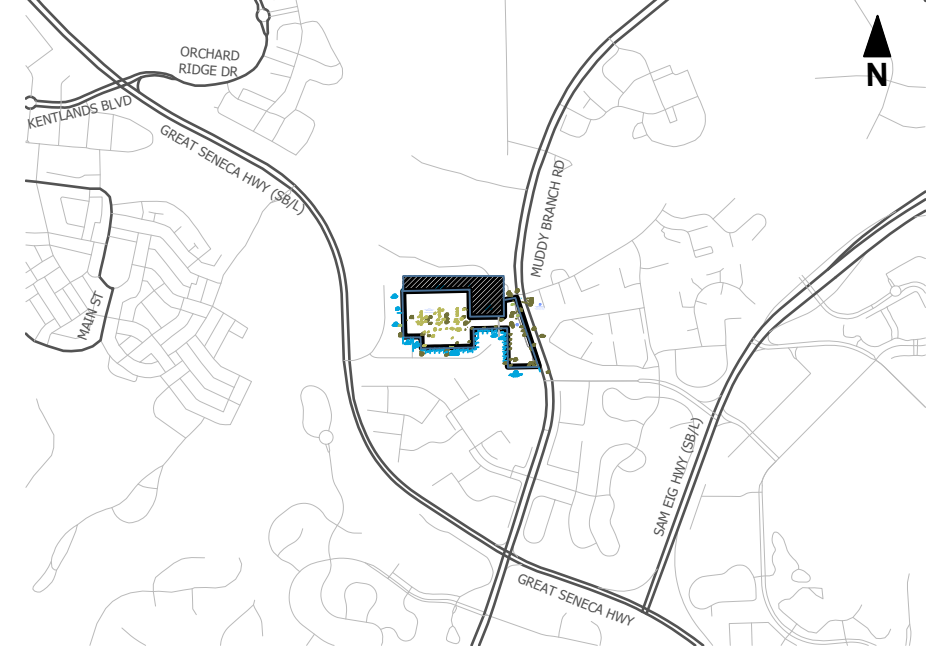 ORCHARD
RIDGE DR
N
KENTLANDS BLVD
GREAT SENECA HWY (SB/L)
MUDDY BRANCH RD
MAIN ST
SAM EIG HWY (SB/L)
GREAT SENECA HWY